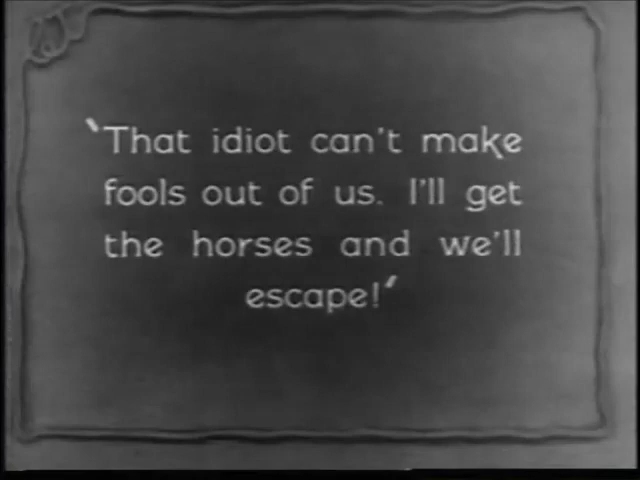 ‵That idiot can't make
fools out of us. I'll get
the horses and we'll
escape!′